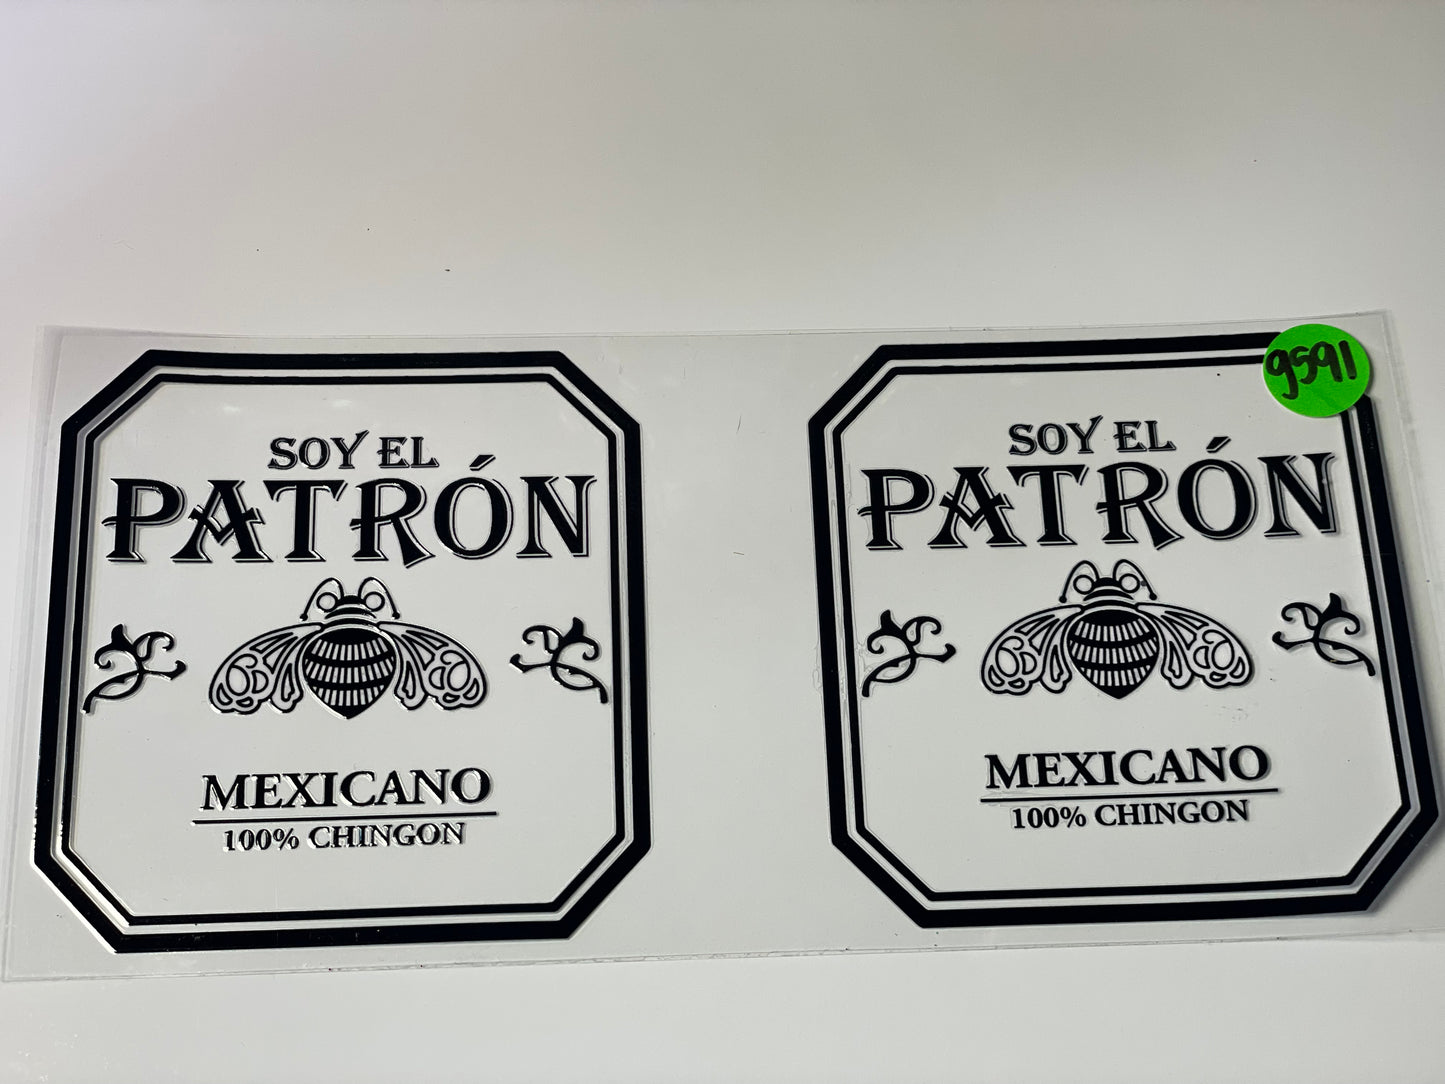 SOY EL
PATRÓN
MEXICANO
100% CHINGON
SOY EL
PATRÓN
MEXICANO
100% CHINGON
9591